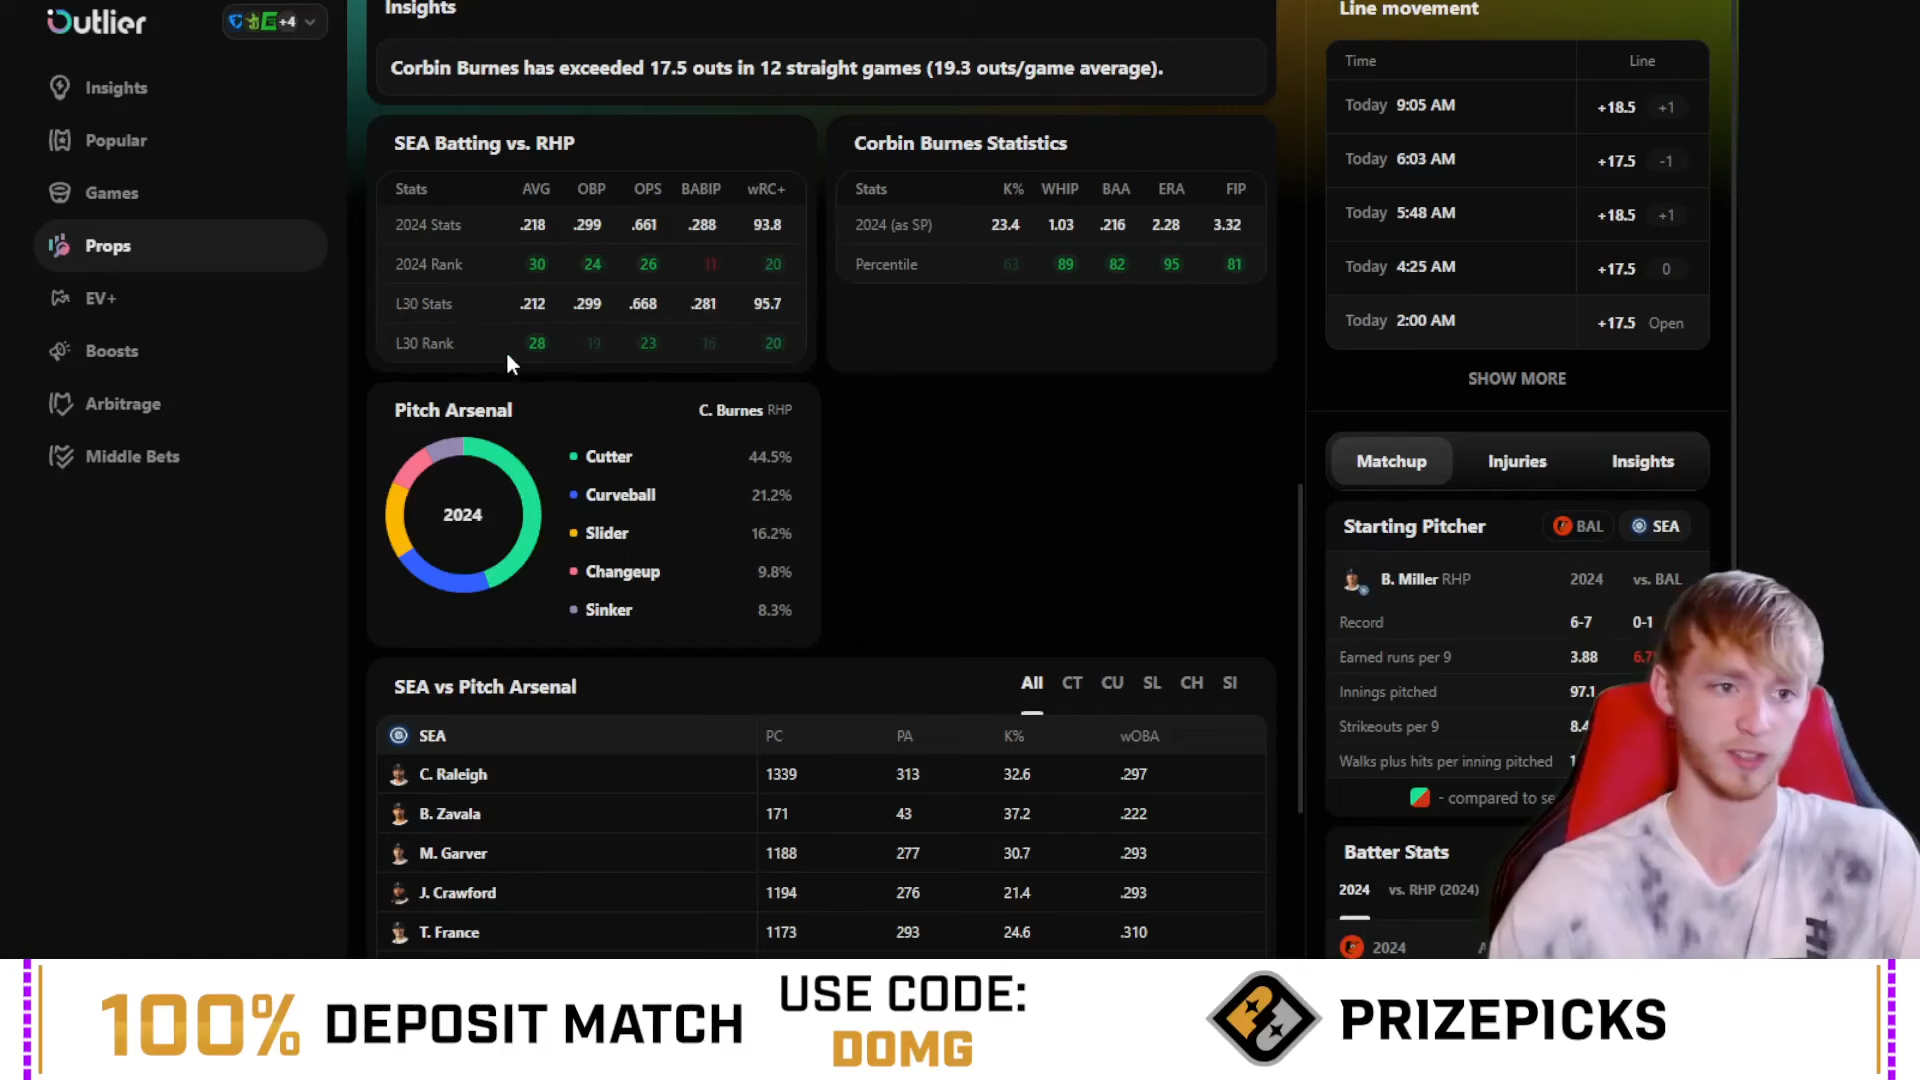 Outlier
+4
Insights
Popular
Games
Props
EV+
Boosts
Arbitrage
Middle Bets
Insights
Corbin Burnes has exceeded 17.5 outs in 12 straight games (19.3 outs/game average).
SEA Batting vs. RHP
Stats AVG OBP OPS BABIP wRC+
2024 Stats .218 .299 .661 .288 93.8
2024 Rank 30 24 26 11 20
L30 Stats .212 .299 .668 .281 95.7
L30 Rank 28 19 23 16 20
Corbin Burnes Statistics
Stats K% WHIP BAA ERA FIP
2024 (as SP) 23.4 1.03 .216 2.28 3.32
Percentile 63 89 82 95 81
Pitch Arsenal C. Burnes RHP
2024
Cutter 44.5%
Curveball 21.2%
Slider 16.2%
Changeup 9.8%
Sinker 8.3%
SEA vs Pitch Arsenal All CT CU SL CH SI
SEA PC PA K% wOBA
C. Raleigh 1339 313 32.6 .297
B. Zavala 171 43 37.2 .222
M. Garver 1188 277 30.7 .293
J. Crawford 1194 276 21.4 .293
T. France 1173 293 24.6 .310
Line movement
Time Line
Today 9:05 AM +18.5 +1
Today 6:03 AM +17.5 -1
Today 5:48 AM +18.5 +1
Today 4:25 AM +17.5 0
Today 2:00 AM +17.5 Open
SHOW MORE
Matchup Injuries Insights
Starting Pitcher BAL SEA
B. Miller RHP 2024 vs. BAL
Record 6-7 0-1
Earned runs per 9 3.88 6.7
Innings pitched 97.1
Strikeouts per 9 8.4
Walks plus hits per inning pitched 1
- compared to se
Batter Stats
2024 vs. RHP (2024)
2024
100% DEPOSIT MATCH
USE CODE:
DOMG
PRIZEPICKS